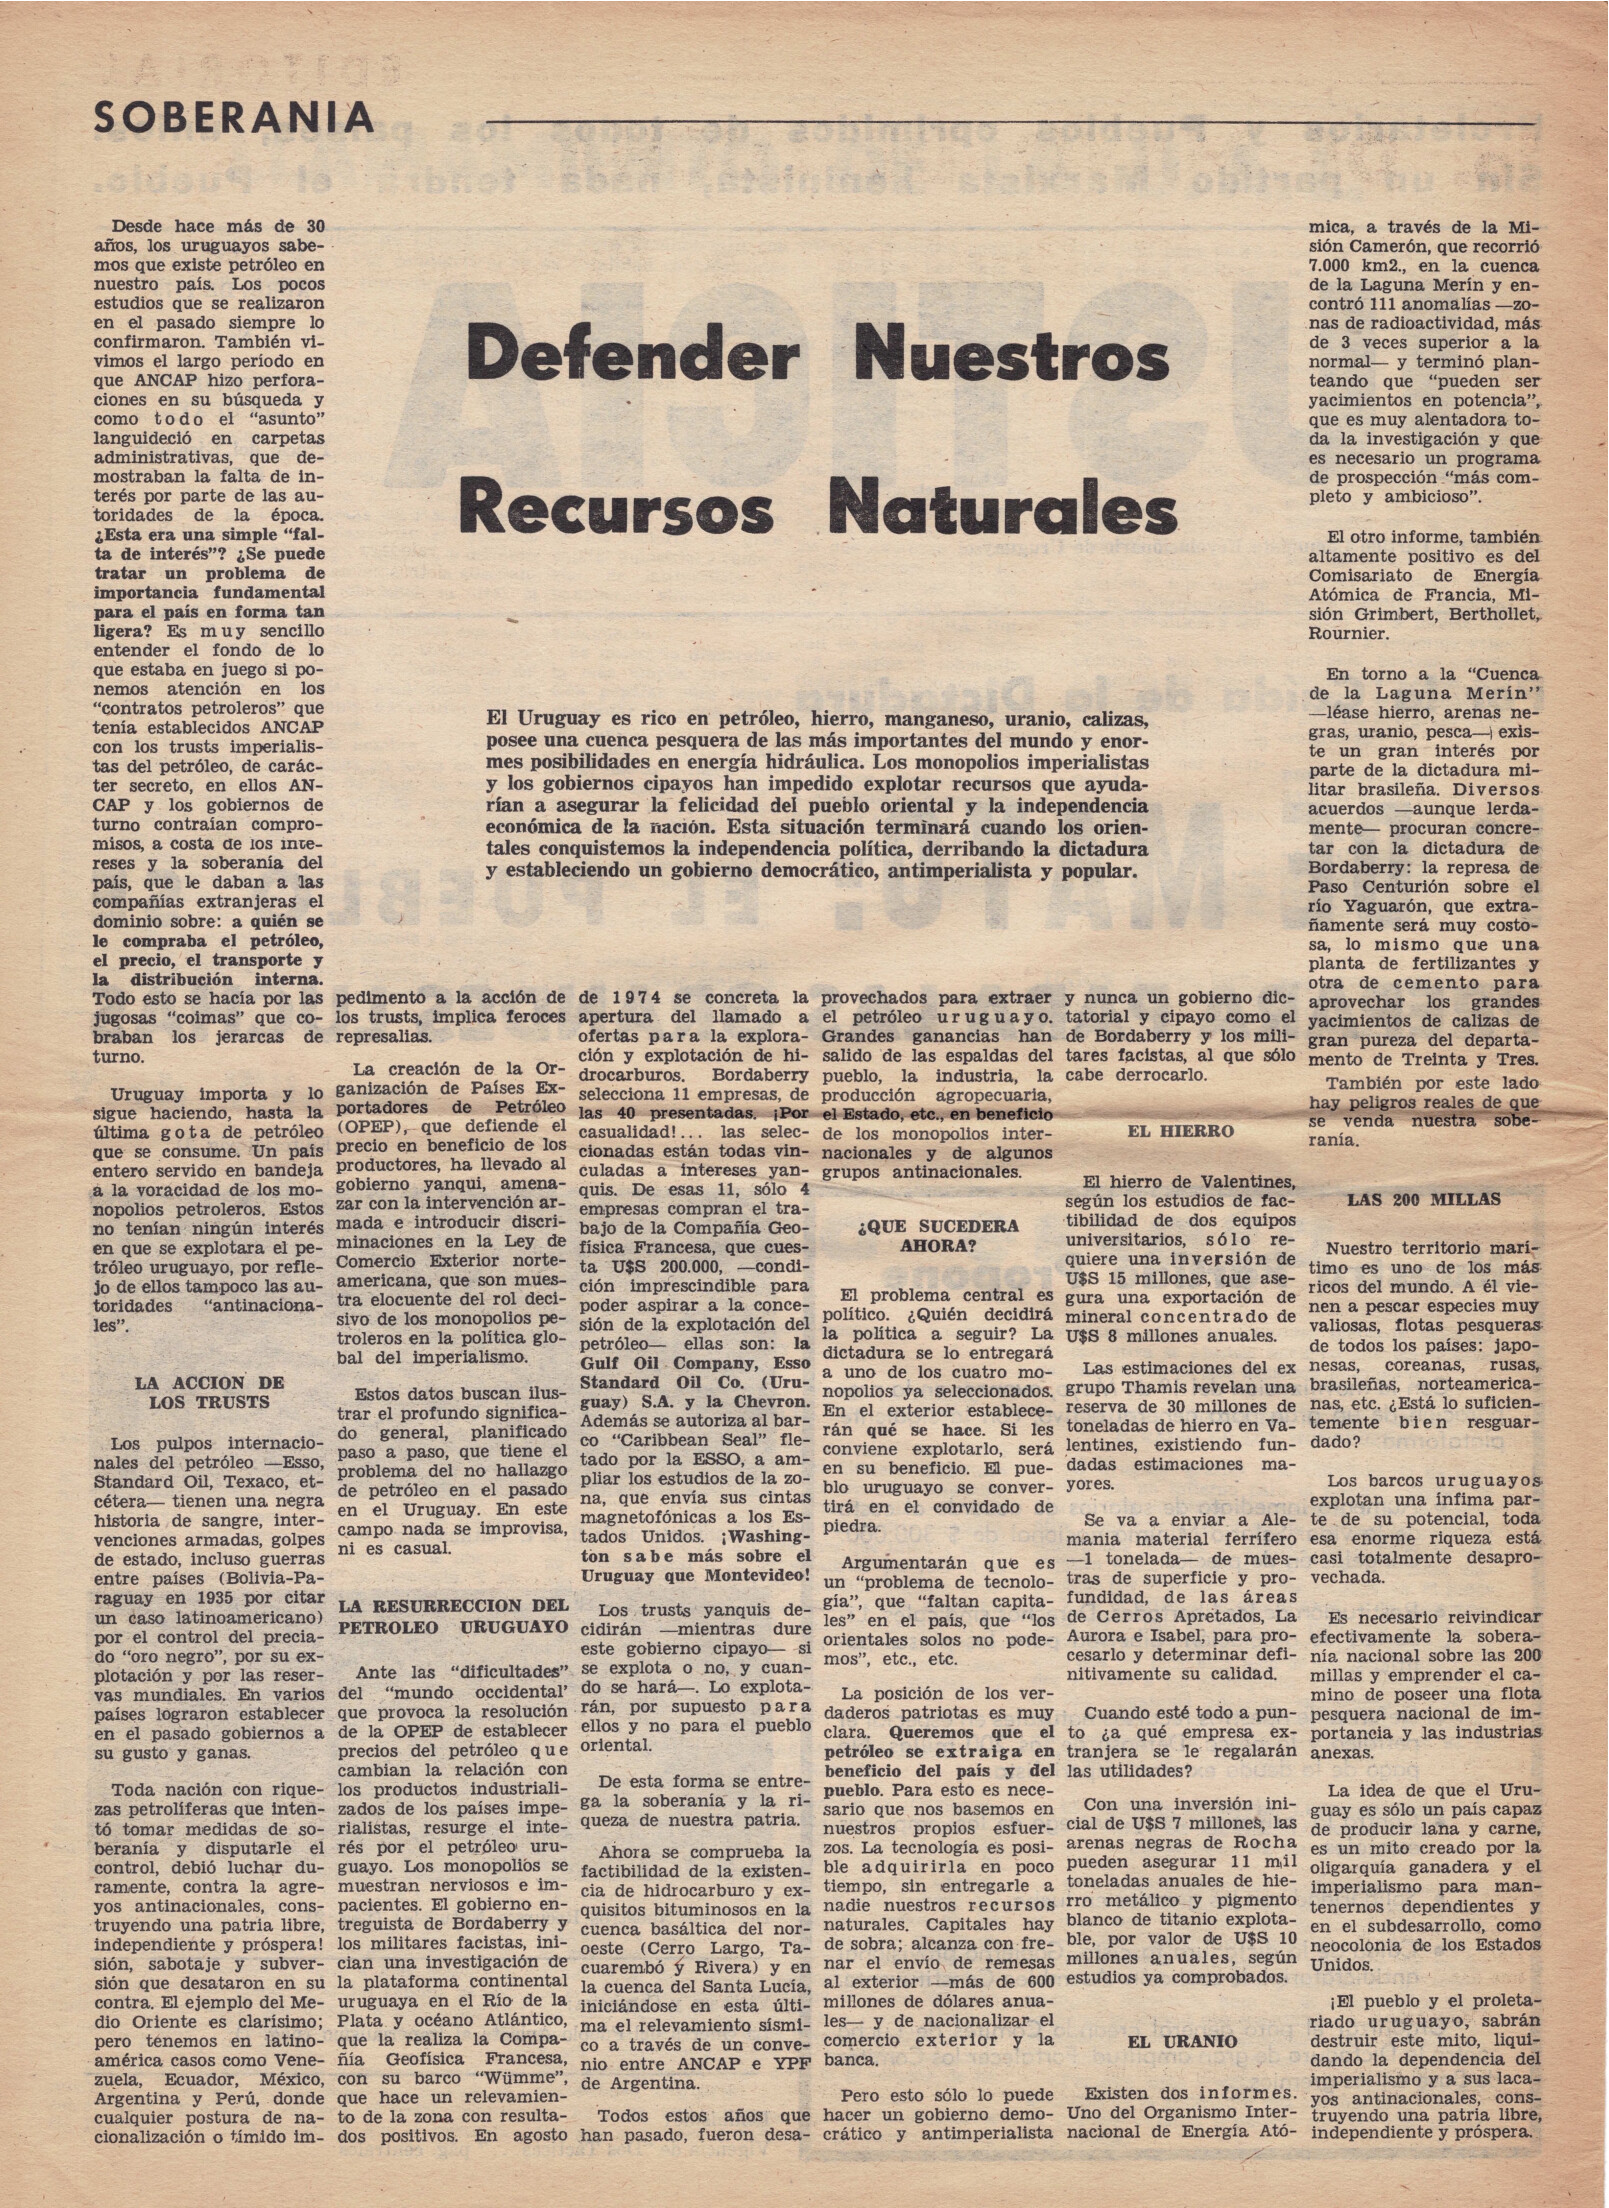 SOBERANIA
Defender Nuestros
Recursos Naturales
El Uruguay es rico en petróleo, hierro, manganeso, uranio, calizas,
posee una cuenca pesquera de las más importantes del mundo y enor-
mes posibilidades en energía hidráulica. Los monopolios imperialistas
y los gobiernos cipayos han impedido explotar recursos que ayuda-
rían a asegurar la felicidad del pueblo oriental y la independencia
económica de la nación. Esta situación terminará cuando los orien-
tales conquistemos la independencia política, derribando la dictadura
y estableciendo un gobierno democrático, antimperialista y popular.
Desde hace más de 30
años, los uruguayos sabe-
mos que existe petróleo en
nuestro país. Los pocos
estudios que se realizaron
en el pasado siempre lo
confirmaron. También vi-
vimos el largo período en
que ANCAP hizo perfora-
ciones en su búsqueda y
como todo el "asunto"
languideció en carpetas
administrativas, que de-
mostraban la falta de in-
terés por parte de las au-
toridades de la época.
¿Esta era una simple "fal-
ta de interés"? ¿Se puede
tratar un problema de
importancia fundamental
para el país en forma tan
ligera? Es muy sencillo
entender el fondo de lo
que estaba en juego si po-
nemos atención en los
"contratos petroleros" que
tenía establecidos ANCAP
con los trusts imperialis-
tas del petróleo, de carác-
ter secreto, en ellos AN-
CAP y los gobiernos de
turno contraían compro-
misos, a costa de los inte-
reses y la soberanía del
país, que le daban a las
compañías extranjeras el
dominio sobre: a quién se
le compraba el petróleo,
el precio, el transporte y
la distribución interna.
Todo esto se hacía por las
jugosas "coimas" que co-
braban los jerarcas de
turno.
Uruguay importa y lo
sigue haciendo, hasta la
última gota de petróleo
que se consume. Un país
entero servido en bandeja
a la voracidad de los mo-
nopolios petroleros. Estos
no tenían ningún interés
en que se explotara el pe-
tróleo uruguayo, por refle-
jo de ellos tampoco las au-
toridades "antinaciona-
les".
LA ACCION DE
LOS TRUSTS
Los pulpos internacio-
nales del petróleo —Esso,
Standard Oil, Texaco, et-
cétera— tienen una negra
historia de sangre, inter-
venciones armadas, golpes
de estado, incluso guerras
entre países (Bolivia-Pa-
raguay en 1935 por citar
un caso latinoamericano)
por el control del precia-
do "oro negro", por su ex-
plotación y por las reser-
vas mundiales. En varios
países lograron establecer
en el pasado gobiernos a
su gusto y ganas.
Toda nación con rique-
zas petrolíferas que inten-
tó tomar medidas de so-
beranía y disputarle el
control, debió luchar du-
ramente, contra la agre-
yos antinacionales, cons-
truyendo una patria libre,
independiente y próspera!
sión, sabotaje y subver-
sión que desataron en su
contra. El ejemplo del Me-
dio Oriente es clarísimo;
pero tenemos en latino-
américa casos como Vene-
zuela, Ecuador, México,
Argentina y Perú, donde
cualquier postura de na-
cionalización o tímido im-
pedimento a la acción de
los trusts, implica feroces
represalias.
La creación de la Or-
ganización de Países Ex-
portadores de Petróleo
(OPEP), que defiende el
precio en beneficio de los
productores, ha llevado al
gobierno yanqui, amena-
zar con la intervención ar-
mada e introducir discri-
minaciones en la Ley de
Comercio Exterior norte-
americana, que son mues-
tra elocuente del rol deci-
sivo de los monopolios pe-
troleros en la política glo-
bal del imperialismo.
Estos datos buscan ilus-
trar el profundo significa-
do general, planificado
paso a paso, que tiene el
problema del no hallazgo
de petróleo en el pasado
en el Uruguay. En este
campo nada se improvisa,
ni es casual.
LA RESURRECCION DEL
PETROLEO URUGUAYO
Ante las "dificultades"
del "mundo occidental'
que provoca la resolución
de la OPEP de establecer
precios del petróleo que
cambian la relación con
los productos industriali-
zados de los países impe-
rialistas, resurge el inte-
rés por el petróleo uru-
guayo. Los monopolios se
muestran nerviosos e im-
pacientes. El gobierno en-
treguista de Bordaberry y
los militares facistas, ini-
cian una investigación de
la plataforma continental
uruguaya en el Río de la
Plata y océano Atlántico,
que la realiza la Compa-
ñía Geofísica Francesa,
con su barco "Wümme",
que hace un relevamien-
to de la zona con resulta-
dos positivos. En agosto
de 1974 se concreta la
apertura del llamado a
ofertas para la explora-
ción y explotación de hi-
drocarburos. Bordaberry
selecciona 11 empresas, de
las 40 presentadas. ¡Por
casualidad!... las selec-
cionadas están todas vin-
culadas a intereses yan-
quis. De esas 11, sólo 4
empresas compran el tra-
bajo de la Compañía Geo-
física Francesa, que cues-
ta U$S 200.000, —condi-
ción imprescindible para
poder aspirar a la conce-
sión de la explotación del
petróleo— ellas son: la
Gulf Oil Company, Esso
Standard Oil Co. (Uru-
guay) S.A. y la Chevron.
Además se autoriza al bar-
co "Caribbean Seal" fle-
tado por la ESSO, a am-
pliar los estudios de la zo-
na, que envía sus cintas
magnetofónicas a los Es-
tados Unidos. ¡Washing-
ton sabe más sobre el
Uruguay que Montevideo!
Los trusts yanquis de-
cidirán —mientras dure
este gobierno cipayo— si
se explota o no, y cuan-
do se hará—. Lo explota-
rán, por supuesto para
ellos y no para el pueblo
oriental.
De esta forma se entre-
ga la soberanía y la ri-
queza de nuestra patria.
Ahora se comprueba la
factibilidad de la existen-
cia de hidrocarburo y ex-
quisitos bituminosos en la
cuenca basáltica del nor-
oeste (Cerro Largo, Ta-
cuarembó y Rivera) y en
la cuenca del Santa Lucía,
iniciándose en esta últi-
ma el relevamiento sísmi-
co a través de un conve-
nio entre ANCAP e YPF
de Argentina.
Todos estos años que
han pasado, fueron desa-
provechados para extraer
el petróleo uruguayo.
Grandes ganancias han
salido de las espaldas del
pueblo, la industria, la
producción agropecuaria,
el Estado, etc., en beneficio
de los monopolios inter-
nacionales y de algunos
grupos antinacionales.
¿QUE SUCEDERA
AHORA?
El problema central es
político. ¿Quién decidirá
la política a seguir? La
dictadura se lo entregará
a uno de los cuatro mo-
nopolios ya seleccionados.
En el exterior establece-
rán qué se hace. Si les
conviene explotarlo, será
en su beneficio. El pue-
blo uruguayo se conver-
tirá en el convidado de
piedra.
Argumentarán que es
un "problema de tecnolo-
gía", que "faltan capita-
les" en el país, que "los
orientales solos no pode-
mos", etc., etc.
La posición de los ver-
daderos patriotas es muy
clara. Queremos que el
petróleo se extraiga en
beneficio del país y del
pueblo. Para esto es nece-
sario que nos basemos en
nuestros propios esfuer-
zos. La tecnología es posi-
ble adquirirla en poco
tiempo, sin entregarle a
nadie nuestros recursos
naturales. Capitales hay
de sobra; alcanza con fre-
nar el envío de remesas
al exterior —más de 600
millones de dólares anua-
les— y de nacionalizar el
comercio exterior y la
banca.
Pero esto sólo lo puede
hacer un gobierno demo-
crático y antimperialista
y nunca un gobierno dic-
tatorial y cipayo como el
de Bordaberry y los mili-
tares facistas, al que sólo
cabe derrocarlo.
EL HIERRO
El hierro de Valentines,
según los estudios de fac-
tibilidad de dos equipos
universitarios, sólo re-
quiere una inversión de
U$S 15 millones, que ase-
gura una exportación de
mineral concentrado de
U$S 8 millones anuales.
Las estimaciones del ex
grupo Thamis revelan una
reserva de 30 millones de
toneladas de hierro en Va-
lentines, existiendo fun-
dadas estimaciones ma-
yores.
Se va a enviar a Ale-
mania material ferrífero
—1 tonelada— de mues-
tras de superficie y pro-
fundidad, de las áreas
de Cerros Apretados, La
Aurora e Isabel, para pro-
cesarlo y determinar defi-
nitivamente su calidad.
Cuando esté todo a pun-
to ¿a qué empresa ex-
tranjera se le regalarán
las utilidades?
Con una inversión ini-
cial de U$S 7 millones, las
arenas negras de Rocha
pueden asegurar 11 mil
toneladas anuales de hie-
rro metálico y pigmento
blanco de titanio explota-
ble, por valor de U$S 10
millones anuales, según
estudios ya comprobados.
EL URANIO
Existen dos informes.
Uno del Organismo Inter-
nacional de Energía Ató-
mica, a través de la Mi-
sión Camerón, que recorrió
7.000 km2., en la cuenca
de la Laguna Merín y en-
contró 111 anomalías —zo-
nas de radioactividad, más
de 3 veces superior a la
normal— y terminó plan-
teando que "pueden ser
yacimientos en potencia",
que es muy alentadora to-
da la investigación y que
es necesario un programa
de prospección "más com-
pleto y ambicioso".
El otro informe, también
altamente positivo es del
Comisariato de Energía
Atómica de Francia, Mi-
sión Grimbert, Berthollet,
Rournier.
En torno a la "Cuenca
de la Laguna Merín"
—léase hierro, arenas ne-
gras, uranio, pesca— exis-
te un gran interés por
parte de la dictadura mi-
litar brasileña. Diversos
acuerdos —aunque lerda-
mente— procuran concre-
tar con la dictadura de
Bordaberry: la represa de
Paso Centurión sobre el
río Yaguarón, que extra-
ñamente será muy costo-
sa, lo mismo que una
planta de fertilizantes y
otra de cemento para
aprovechar los grandes
yacimientos de calizas de
gran pureza del departa-
mento de Treinta y Tres.
También por este lado
hay peligros reales de que
se venda nuestra sobe-
ranía.
LAS 200 MILLAS
Nuestro territorio marí-
timo es uno de los más
ricos del mundo. A él vie-
nen a pescar especies muy
valiosas, flotas pesqueras
de todos los países: japo-
nesas, coreanas, rusas,
brasileñas, norteamerica-
nas, etc. ¿Está lo suficien-
temente bien resguar-
dado?
Los barcos uruguayos
explotan una ínfima par-
te de su potencial, toda
esa enorme riqueza está
casi totalmente desapro-
vechada.
Es necesario reivindicar
efectivamente la sobera-
nía nacional sobre las 200
millas y emprender el ca-
mino de poseer una flota
pesquera nacional de im-
portancia y las industrias
anexas.
La idea de que el Uru-
guay es sólo un país capaz
de producir lana y carne,
es un mito creado por la
oligarquía ganadera y el
imperialismo para man-
tenernos dependientes y
en el subdesarrollo, como
neocolonia de los Estados
Unidos.
¡El pueblo y el proleta-
riado uruguayo, sabrán
destruir este mito, liqui-
dando la dependencia del
imperialismo y a sus laca-
yos antinacionales, cons-
truyendo una patria libre,
independiente y próspera.